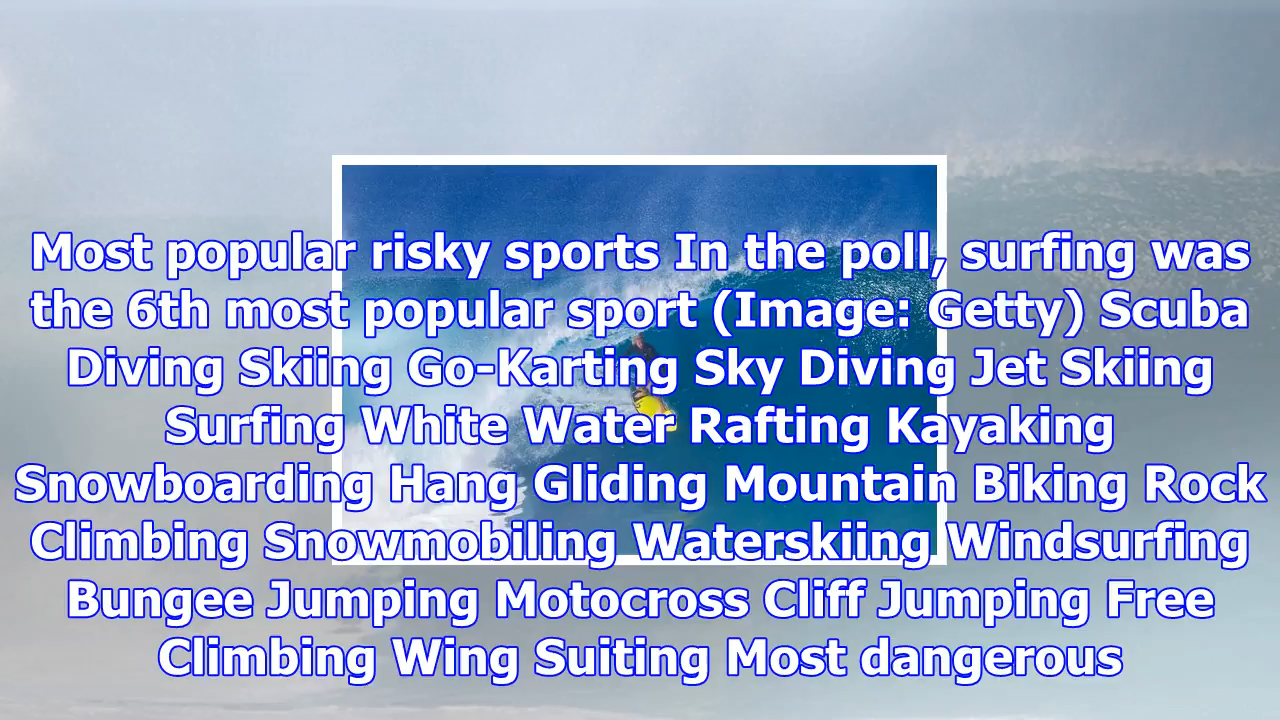 Most popular risky sports In the poll, surfing was
the 6th most popular sport (Image: Getty) Scuba
Diving Skiing Go-Karting Sky Diving Jet Skiing
Surfing White Water Rafting Kayaking
Snowboarding Hang Gliding Mountain Biking Rock
Climbing Snowmobiling Waterskiing Windsurfing
Bungee Jumping Motocross Cliff Jumping Free
Climbing Wing Suiting Most dangerous